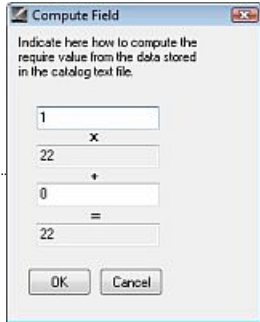 Compute Field
Indicate here how to compute the
require value from the data stored
in the catalog text file.
1
x
22
+
0
=
22
OK
Cancel